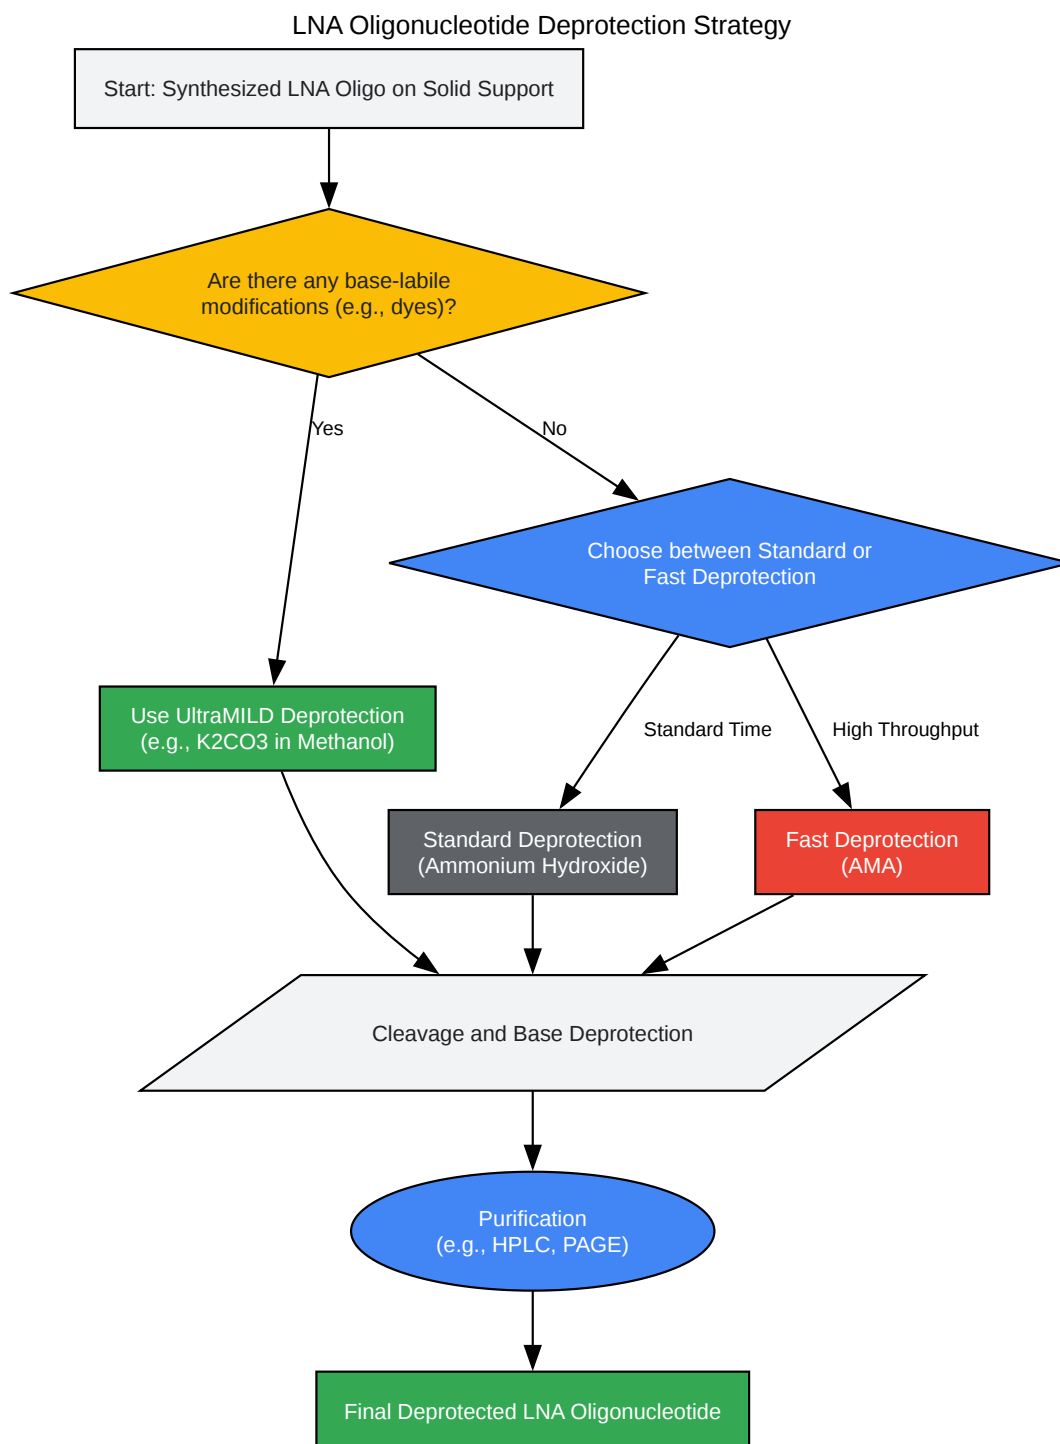 LNA Oligonucleotide Deprotection Strategy
Start: Synthesized LNA Oligo on Solid Support
Are there any base-labile
modifications (e.g., dyes)?
Yes
No
Choose between Standard or
Fast Deprotection
Use UltraMILD Deprotection
(e.g., K2CO3 in Methanol)
Standard Time
High Throughput
Standard Deprotection
(Ammonium Hydroxide)
Fast Deprotection
(AMA)
Cleavage and Base Deprotection
Purification
(e.g., HPLC, PAGE)
Final Deprotected LNA Oligonucleotide